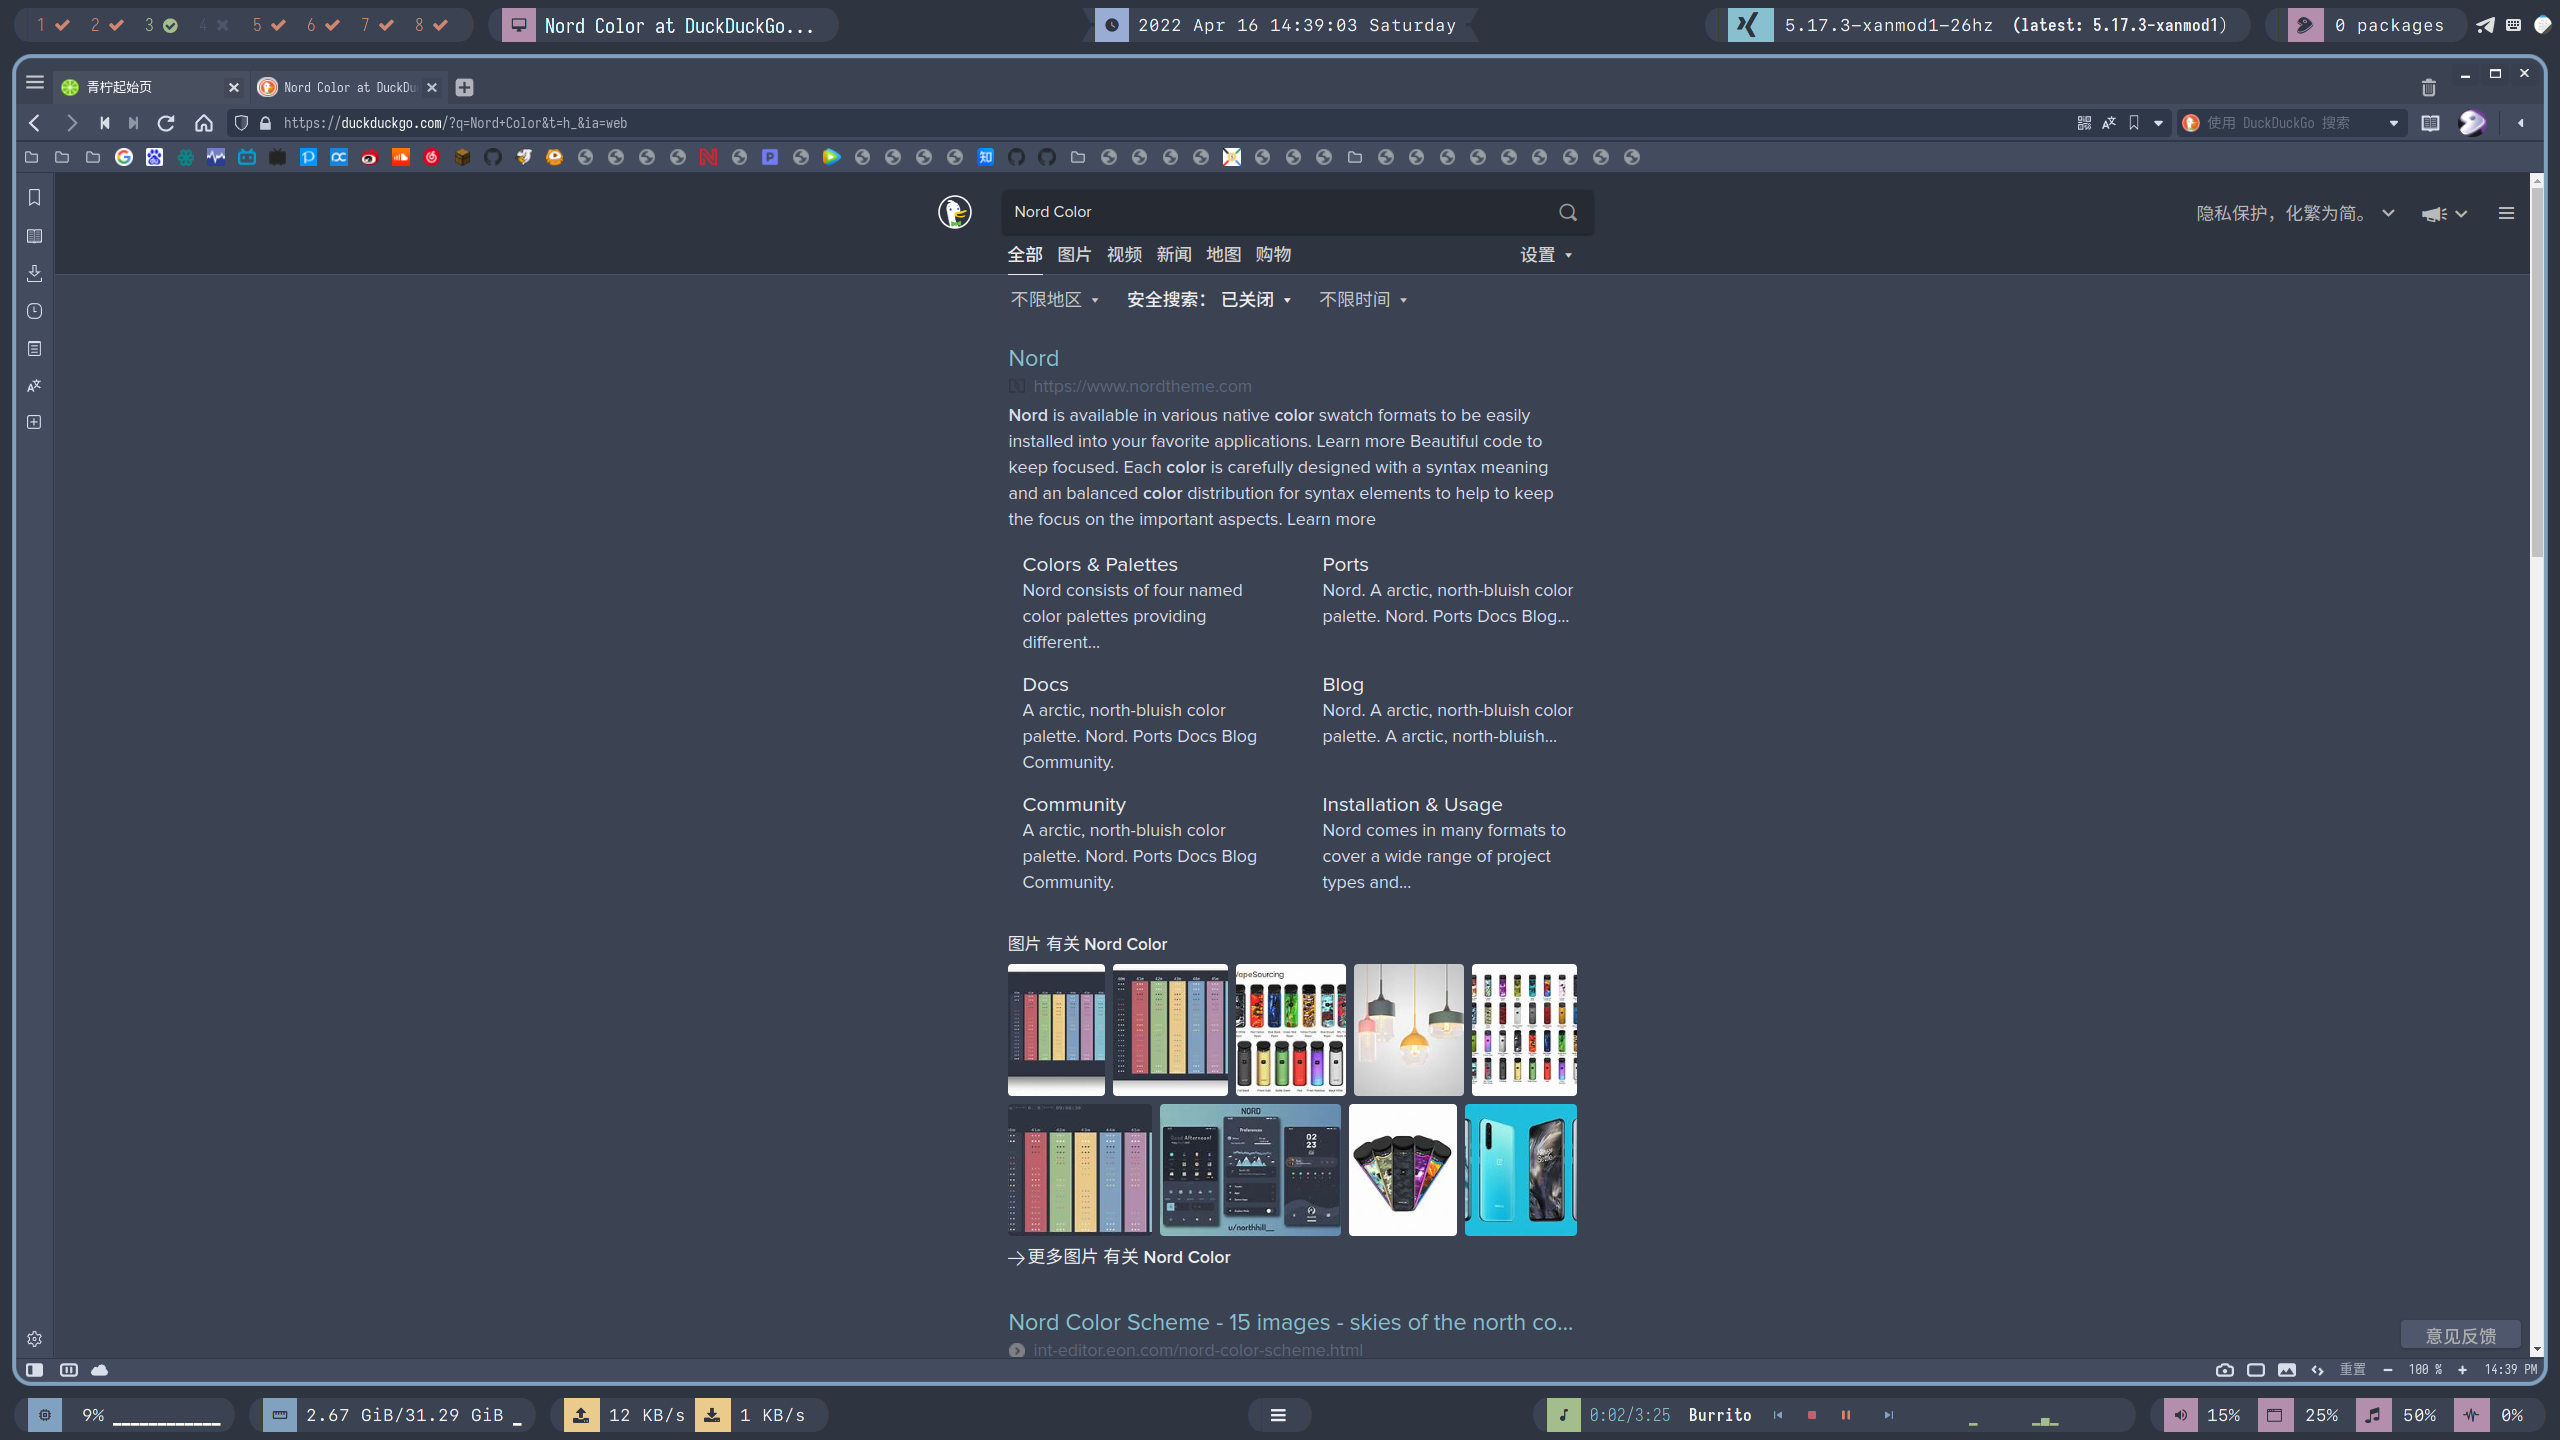 1 2 3 4 5 6 7 8
Nord Color at DuckDuckGo...
2022 Apr 16 14:39:03 Saturday
5.17.3-xanmod1-26hz (latest: 5.17.3-xanmod1)
0 packages
青柠起始页
Nord Color at DuckDu
https://duckduckgo.com/?q=Nord+Color&t=h_&ia=web
使用 DuckDuckGo 搜索
Nord Color
隐私保护，化繁为简。
全部 图片 视频 新闻 地图 购物 设置
不限地区 安全搜索： 已关闭 不限时间
Nord
https://www.nordtheme.com
Nord is available in various native color swatch formats to be easily
installed into your favorite applications. Learn more Beautiful code to
keep focused. Each color is carefully designed with a syntax meaning
and an balanced color distribution for syntax elements to help to keep
the focus on the important aspects. Learn more
Colors & Palettes
Nord consists of four named
color palettes providing
different...
Ports
Nord. A arctic, north-bluish color
palette. Nord. Ports Docs Blog...
Docs
A arctic, north-bluish color
palette. Nord. Ports Docs Blog
Community.
Blog
Nord. A arctic, north-bluish color
palette. A arctic, north-bluish...
Community
A arctic, north-bluish color
palette. Nord. Ports Docs Blog
Community.
Installation & Usage
Nord comes in many formats to
cover a wide range of project
types and...
图片 有关 Nord Color
VapeSourcing
NORD
Good Afternoon!
Preferences
02
23
u/northhill__
更多图片 有关 Nord Color
Nord Color Scheme - 15 images - skies of the north co...
int-editor.eon.com/nord-color-scheme.html
意见反馈
重置 100 % 14:39 PM
9%
2.67 GiB/31.29 GiB
12 KB/s 1 KB/s
0:02/3:25 Burrito
15% 25% 50% 0%